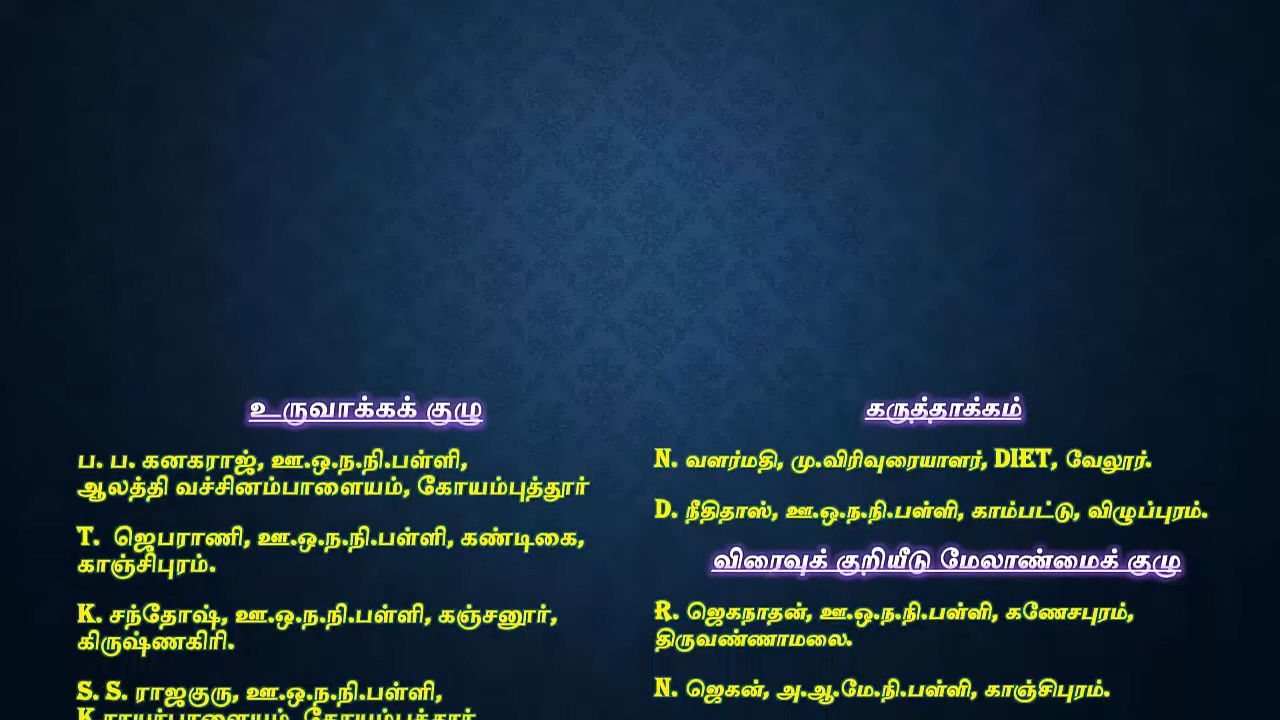 உருவாக்கக் குழு
ப. ப. கனகராஜ், ஊ.ஒ.ந.நி.பள்ளி,
ஆலத்தி வச்சினம்பாளையம், கோயம்புத்தூர்
T. ஜெபராணி, ஊ.ஒ.ந.நி.பள்ளி, கண்டிகை,
காஞ்சிபுரம்.
K. சந்தோஷ், ஊ.ஒ.ந.நி.பள்ளி, கஞ்சனூர்,
கிருஷ்ணகிரி.
S. S. ராஜகுரு, ஊ.ஒ.ந.நி.பள்ளி,
கருத்தாக்கம்
N. வளர்மதி, மு.விரிவுரையாளர், DIET, வேலூர்.
D. நீதிதாஸ், ஊ.ஒ.ந.நி.பள்ளி, காம்பட்டு, விழுப்புரம்.
விரைவுக் குறியீடு மேலாண்மைக் குழு
R. ஜெகநாதன், ஊ.ஒ.ந.நி.பள்ளி, கணேசபுரம்,
திருவண்ணாமலை.
N. ஜெகன், அ.ஆ.மே.நி.பள்ளி, காஞ்சிபுரம்.